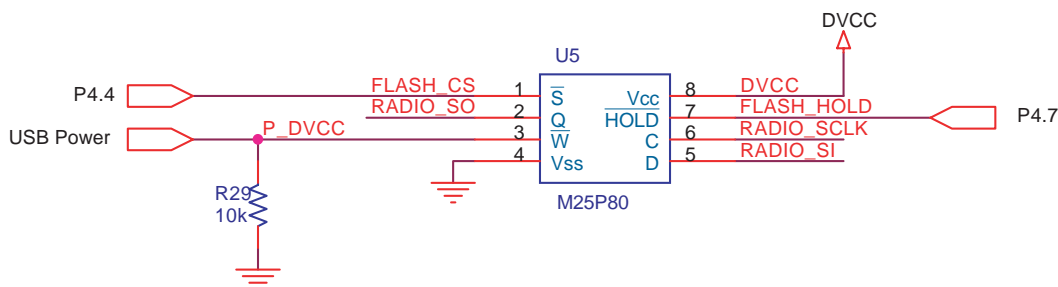 DVCC
U5
P4.4
FLASH_CS
1
S
Vcc
8
DVCC
RADIO_SO
2
Q
HOLD
7
FLASH_HOLD
P4.7
USB Power
P_DVCC
3
W
C
6
RADIO_SCLK
4
Vss
D
5
RADIO_SI
R29
10k
M25P80